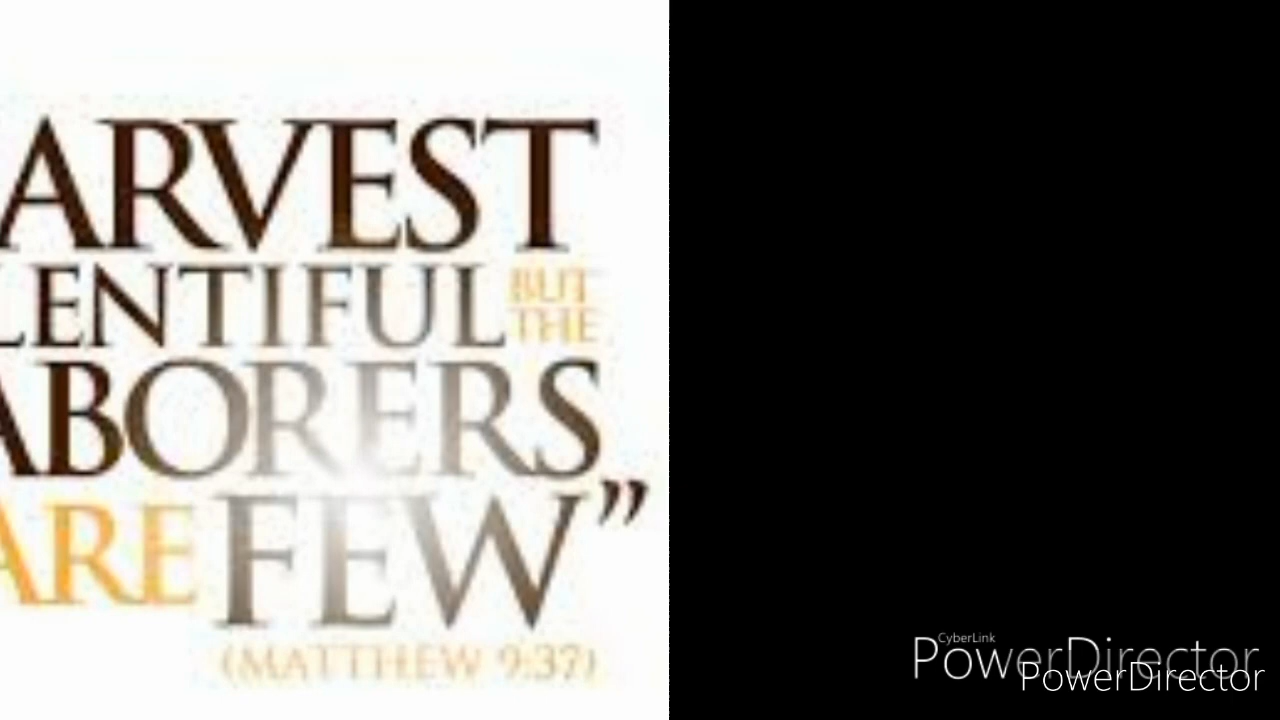 ARVEST
LENTIFUL BUT THE
ABORERS
ARE FEW”
(MATTHEW 9:37)
CyberLink
PowerDirector
PowerDirector